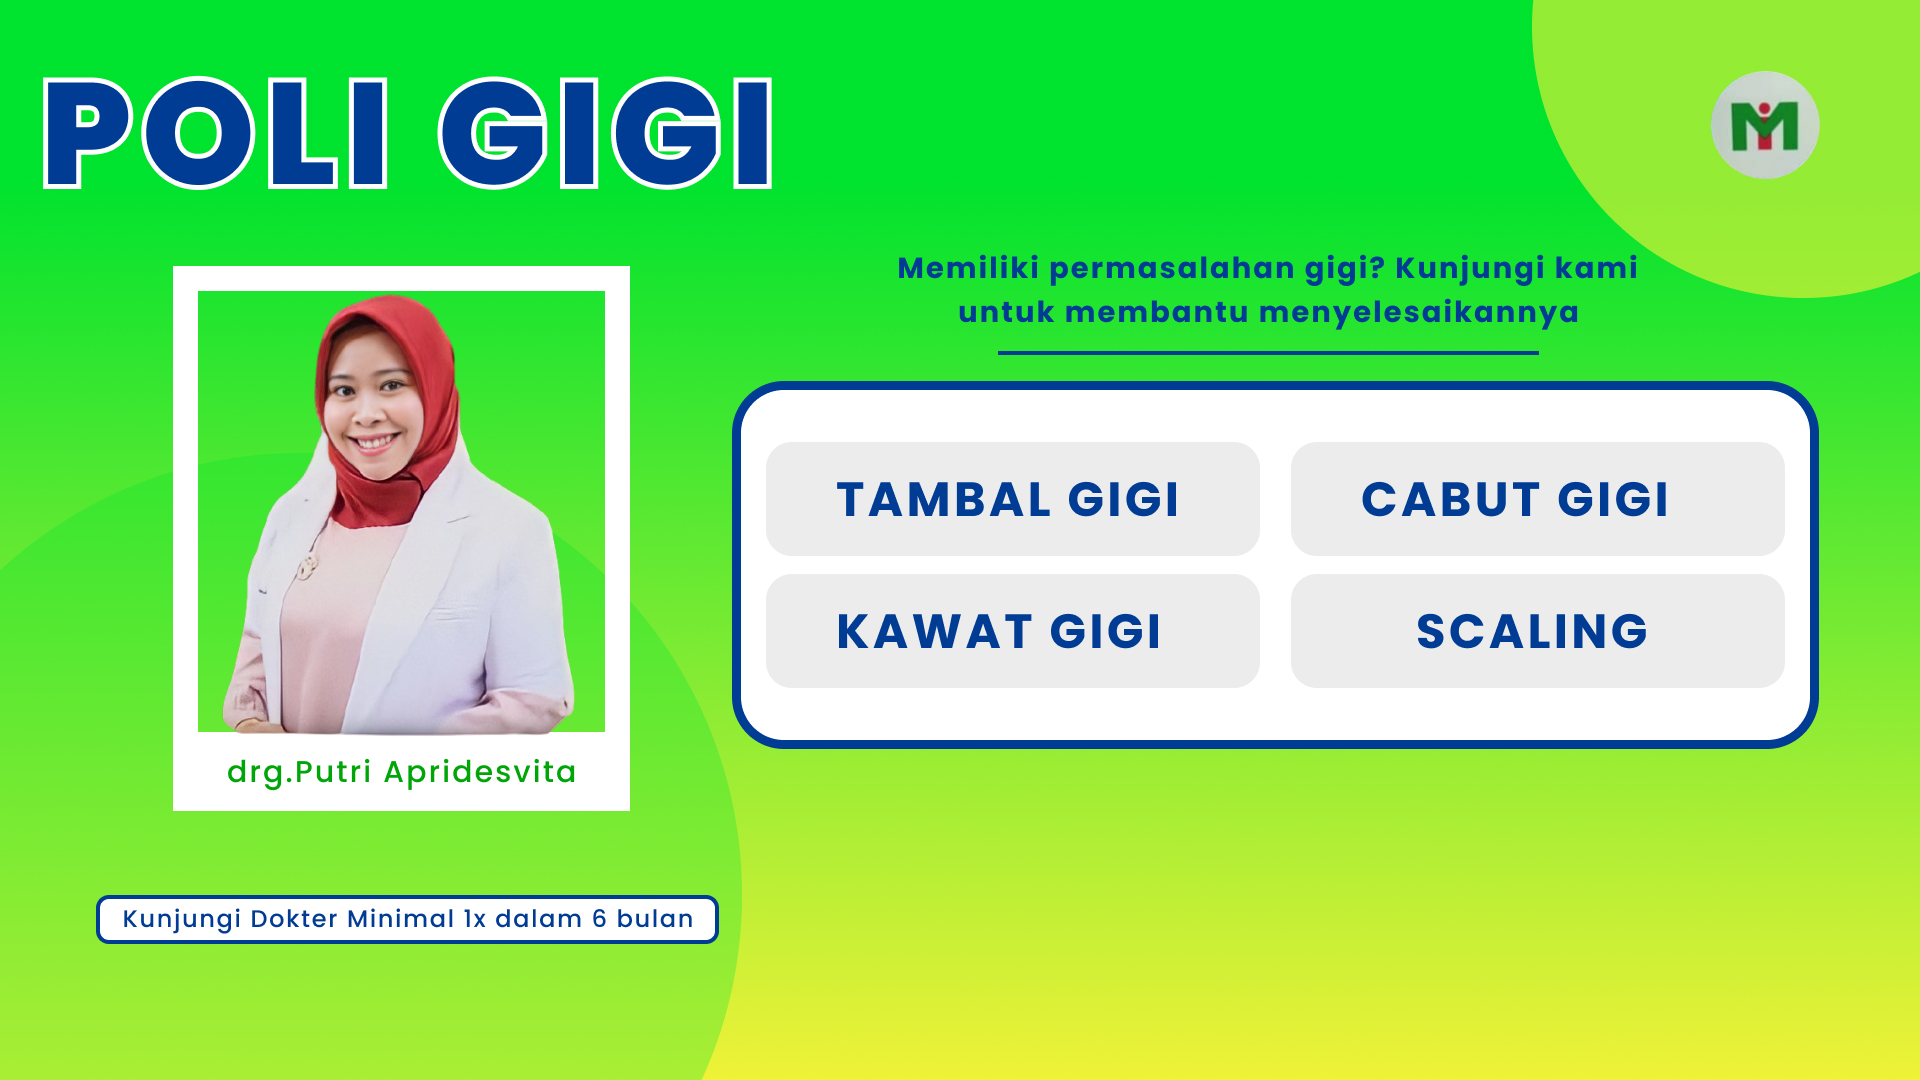 POLI GIGI
Memiliki permasalahan gigi? Kunjungi kami
untuk membantu menyelesaikannya
TAMBAL GIGI
CABUT GIGI
KAWAT GIGI
SCALING
drg.Putri Apridesvita
Kunjungi Dokter Minimal 1x dalam 6 bulan